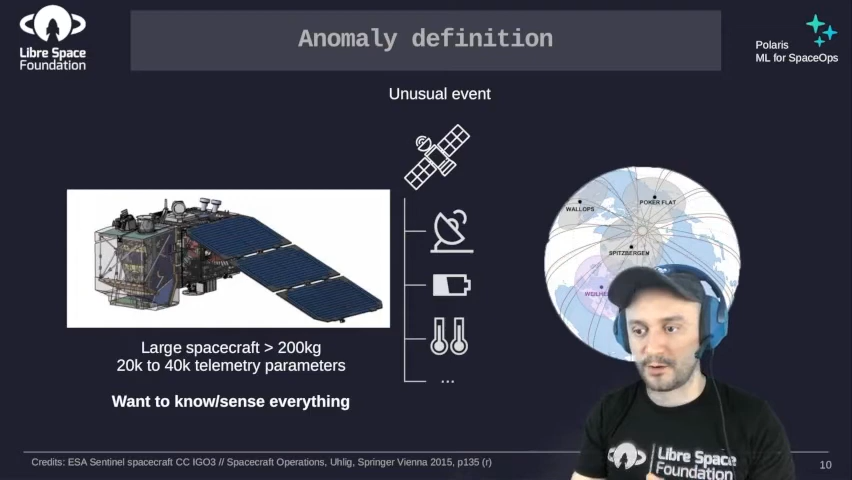 Libre Space
Foundation
Anomaly definition
Polaris
ML for SpaceOps
Unusual event
WALLOPS
POKER FLAT
SPITZBERGEN
Large spacecraft > 200kg
20k to 40k telemetry parameters
...
Want to know/sense everything
Libre Space
Foundation
Credits: ESA Sentinel spacecraft CC IGO3 // Spacecraft Operations, Uhlig, Springer Vienna 2015, p135 (r)
10